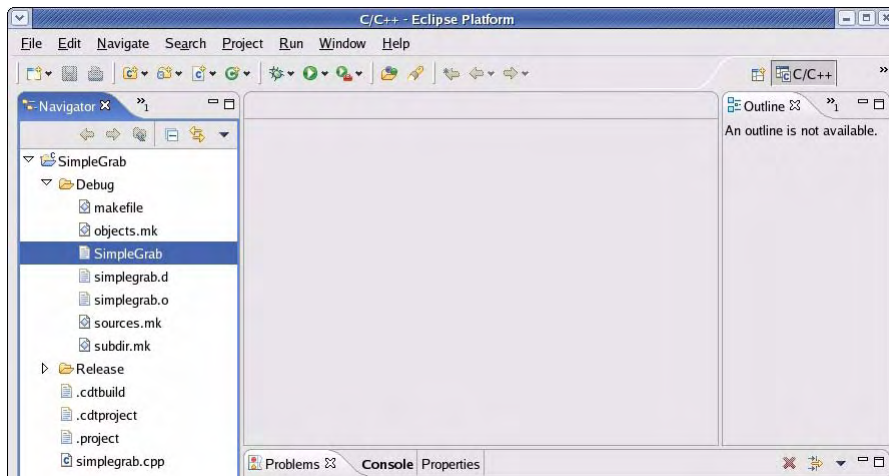 C/C++ - Eclipse Platform
File Edit Navigate Search Project Run Window Help
C/C++ »
Navigator »1
Outline »1
An outline is not available.
SimpleGrab
Debug
makefile
objects.mk
SimpleGrab
simplegrab.d
simplegrab.o
sources.mk
subdir.mk
Release
.cdtbuild
.cdtproject
.project
simplegrab.cpp
Problems Console Properties